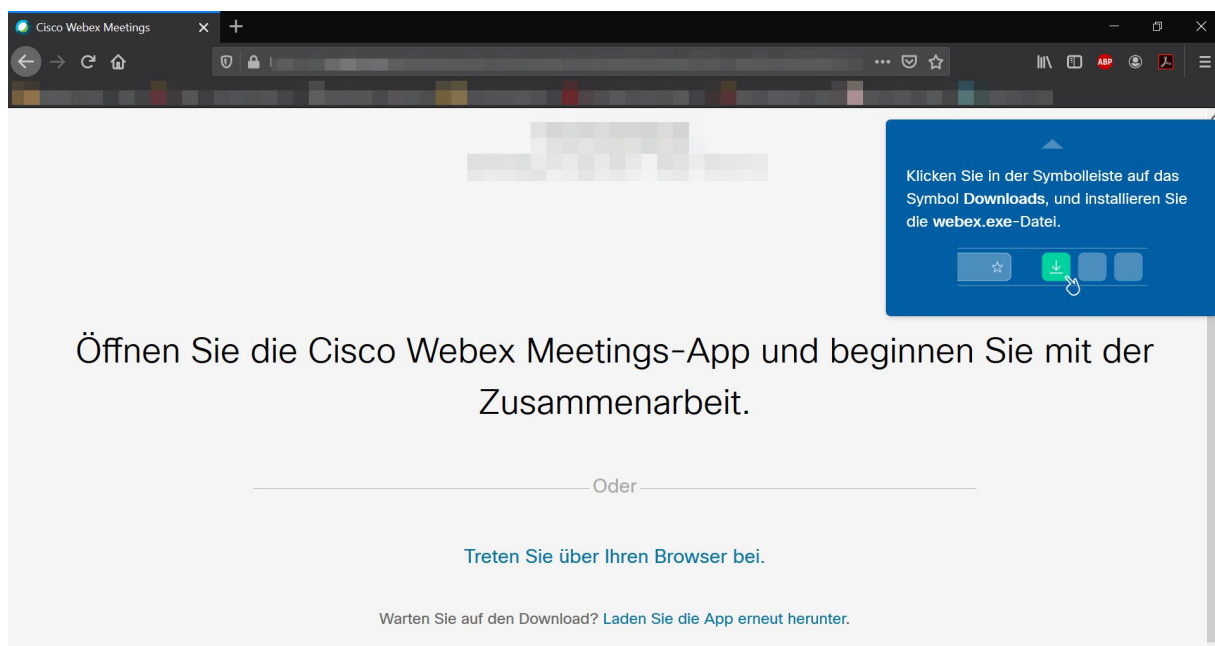 Cisco Webex Meetings
ABP
Klicken Sie in der Symbolleiste auf das
Symbol Downloads, und installieren Sie
die webex.exe-Datei.
Öffnen Sie die Cisco Webex Meetings-App und beginnen Sie mit der
Zusammenarbeit.
Oder
Treten Sie über Ihren Browser bei.
Warten Sie auf den Download? Laden Sie die App erneut herunter.